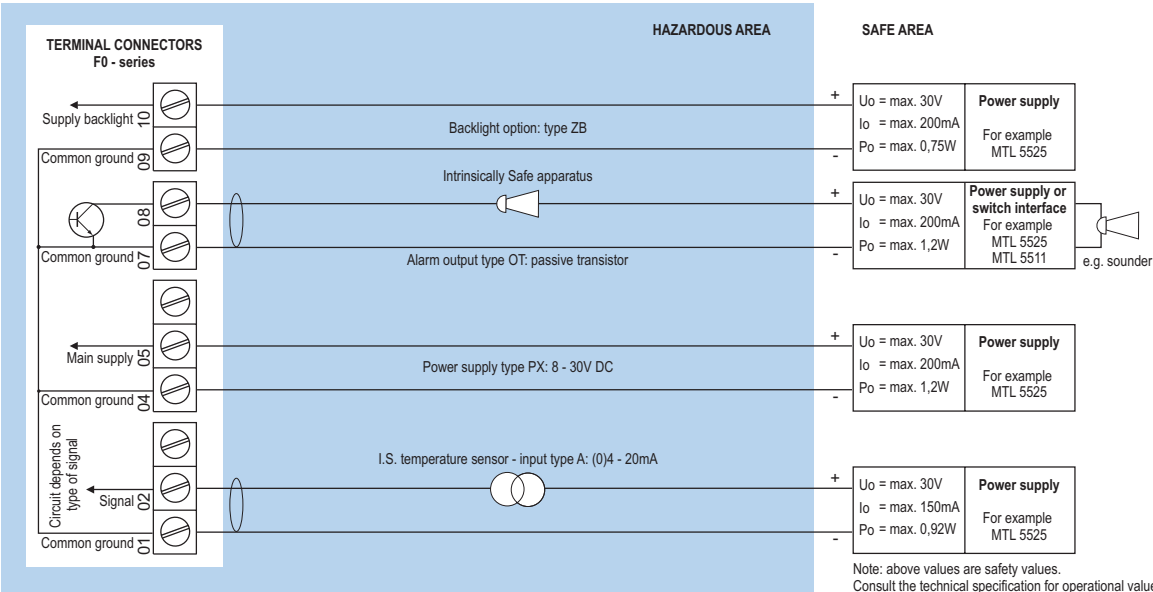 HAZARDOUS AREA
SAFE AREA
TERMINAL CONNECTORS
F0 - series
Supply backlight
10
Common ground
09
Backlight option: type ZB
+
-
Uo = max. 30V
Io = max. 200mA
Po = max. 0,75W
Power supply
For example
MTL 5525
08
Common ground
07
Intrinsically Safe apparatus
Alarm output type OT: passive transistor
+
-
Uo = max. 30V
Io = max. 200mA
Po = max. 1,2W
Power supply or
switch interface
For example
MTL 5525
MTL 5511
e.g. sounder
Main supply
05
Common ground
04
Power supply type PX: 8 - 30V DC
+
-
Uo = max. 30V
Io = max. 200mA
Po = max. 1,2W
Power supply
For example
MTL 5525
Circuit depends on
type of signal
Signal
02
Common ground
01
I.S. temperature sensor - input type A: (0)4 - 20mA
+
-
Uo = max. 30V
Io = max. 150mA
Po = max. 0,92W
Power supply
For example
MTL 5525
Note: above values are safety values.
Consult the technical specification for operational value